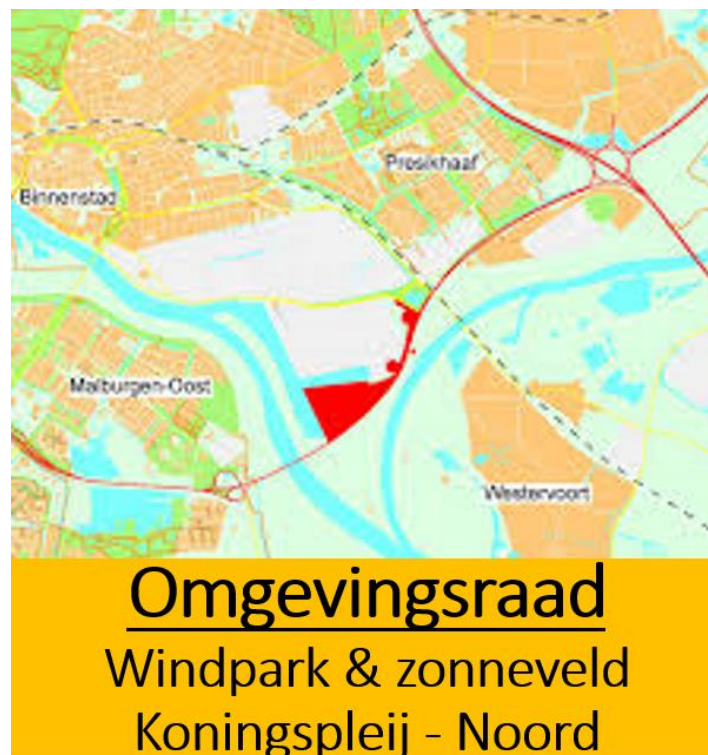 Presikhaaf
Binnenstad
Malburgen-Oost
Westervoort
Omgevingsraad
Windpark & zonneveld
Koningspleij - Noord